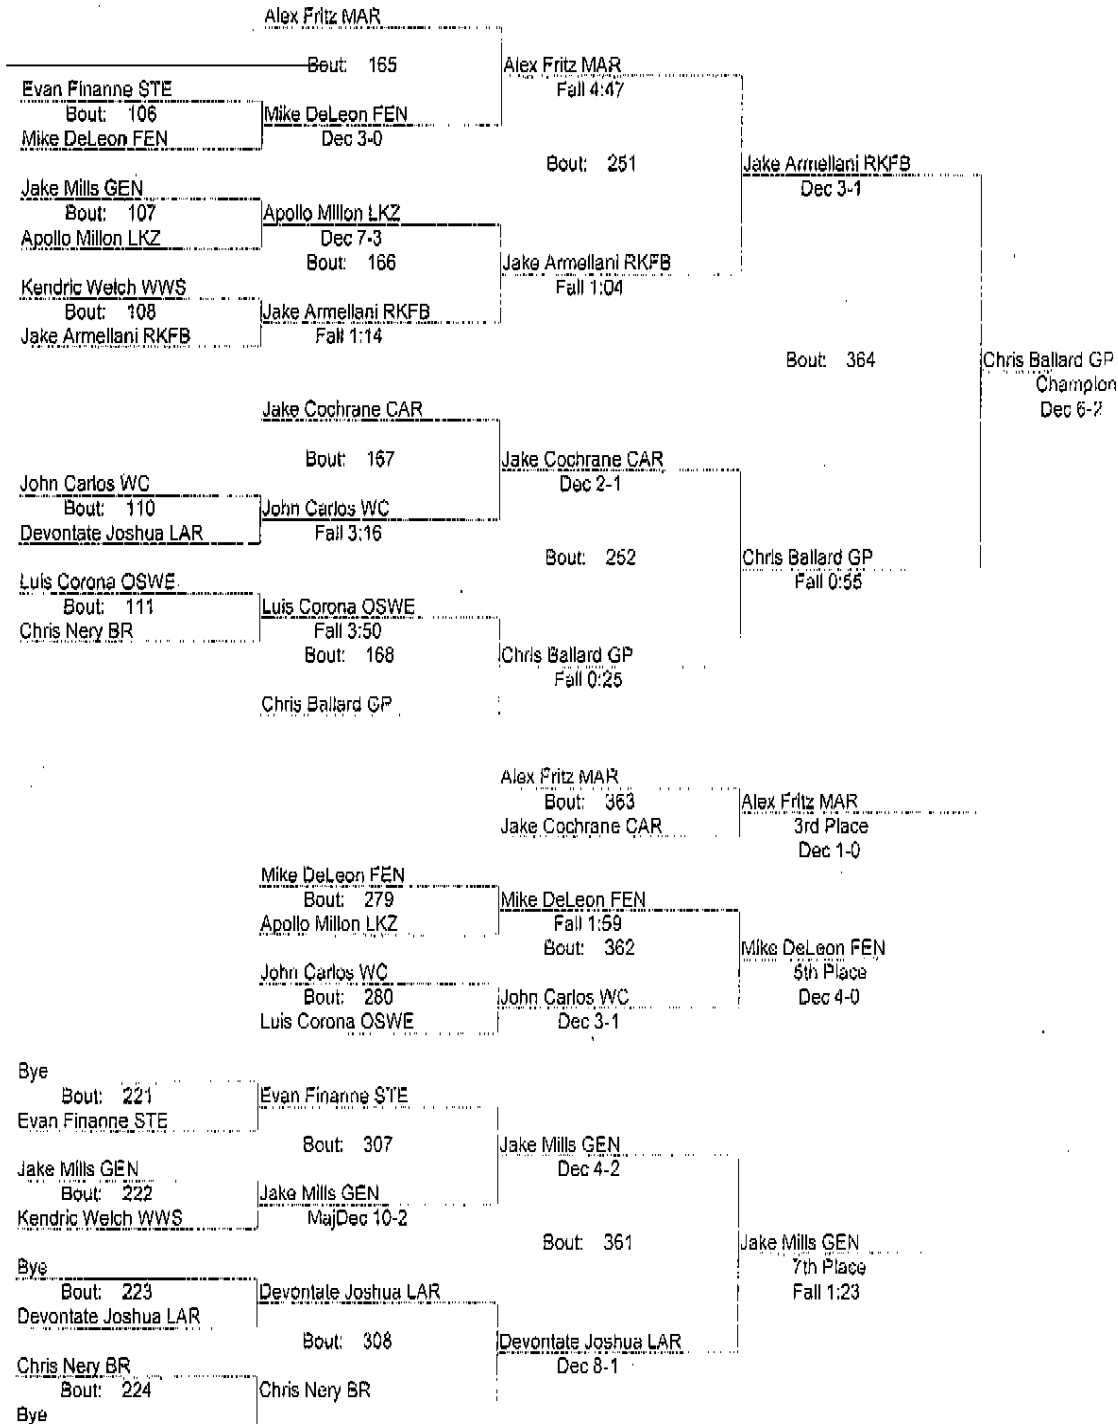 Alex Fritz MAR
Bout: 165
Alex Fritz MAR
Fall 4:47
Evan Finanne STE
Bout: 106
Mike DeLeon FEN
Mike DeLeon FEN
Dec 3-0
Bout: 251
Jake Armellani RKFB
Dec 3-1
Jake Mills GEN
Bout: 107
Apollo Millon LKZ
Apollo Millon LKZ
Dec 7-3
Bout: 166
Jake Armellani RKFB
Fall 1:04
Kendric Welch WWS
Bout: 108
Jake Armellani RKFB
Jake Armellani RKFB
Fall 1:14
Bout: 364
Chris Ballard GP
Champion
Dec 6-2
Jake Cochrane CAR
Bout: 167
Jake Cochrane CAR
Dec 2-1
John Carlos WC
Bout: 110
Devontate Joshua LAR
John Carlos WC
Fall 3:16
Bout: 252
Chris Ballard GP
Fall 0:55
Luis Corona OSWE
Bout: 111
Chris Nery BR
Luis Corona OSWE
Fall 3:50
Bout: 168
Chris Ballard GP
Fall 0:25
Chris Ballard GP
Alex Fritz MAR
Bout: 363
Jake Cochrane CAR
Alex Fritz MAR
3rd Place
Dec 1-0
Mike DeLeon FEN
Bout: 279
Apollo Millon LKZ
Mike DeLeon FEN
Fall 1:59
Bout: 362
Mike DeLeon FEN
5th Place
Dec 4-0
John Carlos WC
Bout: 280
Luis Corona OSWE
John Carlos WC
Dec 3-1
Bye
Bout: 221
Evan Finanne STE
Evan Finanne STE
Bout: 307
Jake Mills GEN
Dec 4-2
Jake Mills GEN
Bout: 222
Kendric Welch WWS
Jake Mills GEN
MajDec 10-2
Bout: 361
Jake Mills GEN
7th Place
Fall 1:23
Bye
Bout: 223
Devontate Joshua LAR
Devontate Joshua LAR
Bout: 308
Devontate Joshua LAR
Dec 8-1
Chris Nery BR
Bout: 224
Bye
Chris Nery BR